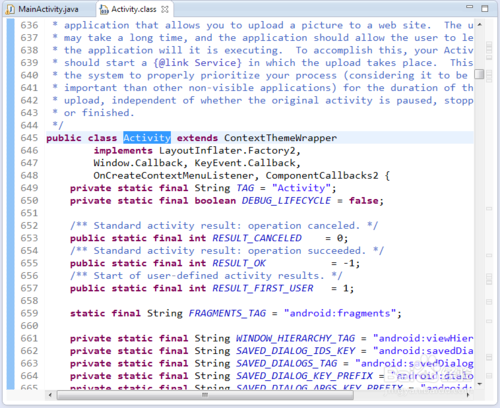 MainActivity.java
Activity.class
636 * application that allows you to upload a picture to a web site. The u
637 * may take a long time, and the application should allow the user to le
638 * the application will it is executing. To accomplish this, your Activ
639 * should start a {@link Service} in which the upload takes place. This
640 * the system to properly prioritize your process (considering it to be
641 * important than other non-visible applications) for the duration of th
642 * upload, independent of whether the original activity is paused, stopp
643 * or finished.
644 */
645 public class Activity extends ContextThemeWrapper
646 implements LayoutInflater.Factory2,
647 Window.Callback, KeyEvent.Callback,
648 OnCreateContextMenuListener, ComponentCallbacks2 {
649 private static final String TAG = "Activity";
650 private static final boolean DEBUG_LIFECYCLE = false;
651
652 /** Standard activity result: operation canceled. */
653 public static final int RESULT_CANCELED = 0;
654 /** Standard activity result: operation succeeded. */
655 public static final int RESULT_OK = -1;
656 /** Start of user-defined activity results. */
657 public static final int RESULT_FIRST_USER = 1;
658
659 static final String FRAGMENTS_TAG = "android:fragments";
660
661 private static final String WINDOW_HIERARCHY_TAG = "android:viewHier
662 private static final String SAVED_DIALOG_IDS_KEY = "android:savedDia
663 private static final String SAVED_DIALOGS_TAG = "android:savedDialog
664 private static final String SAVED_DIALOG_KEY_PREFIX = "android:
665 private static final String SAVED_DIALOG_ARGS_KEY_PREFIX = "android: